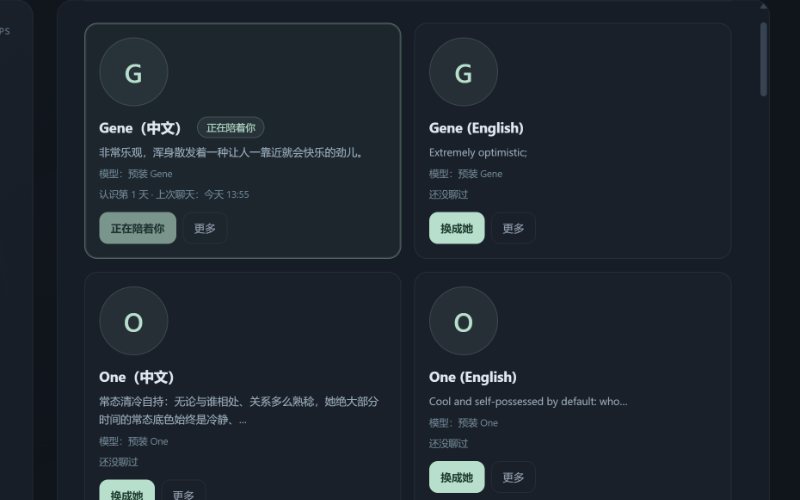 PS
G
Gene（中文） 正在陪着你
非常乐观，浑身散发着一种让人一靠近就会快乐的劲儿。
模型：预装 Gene
认识第 1 天 · 上次聊天：今天 13:55
正在陪着你 更多
G
Gene (English)
Extremely optimistic;
模型：预装 Gene
还没聊过
换成她 更多
O
One（中文）
常态清冷自持：无论与谁相处、关系多么熟稔，她绝大部分
时间的常态底色始终是冷静、...
模型：预装 One
还没聊过
换成她 更多
O
One (English)
Cool and self-possessed by default: who...
模型：预装 One
还没聊过
换成她 更多